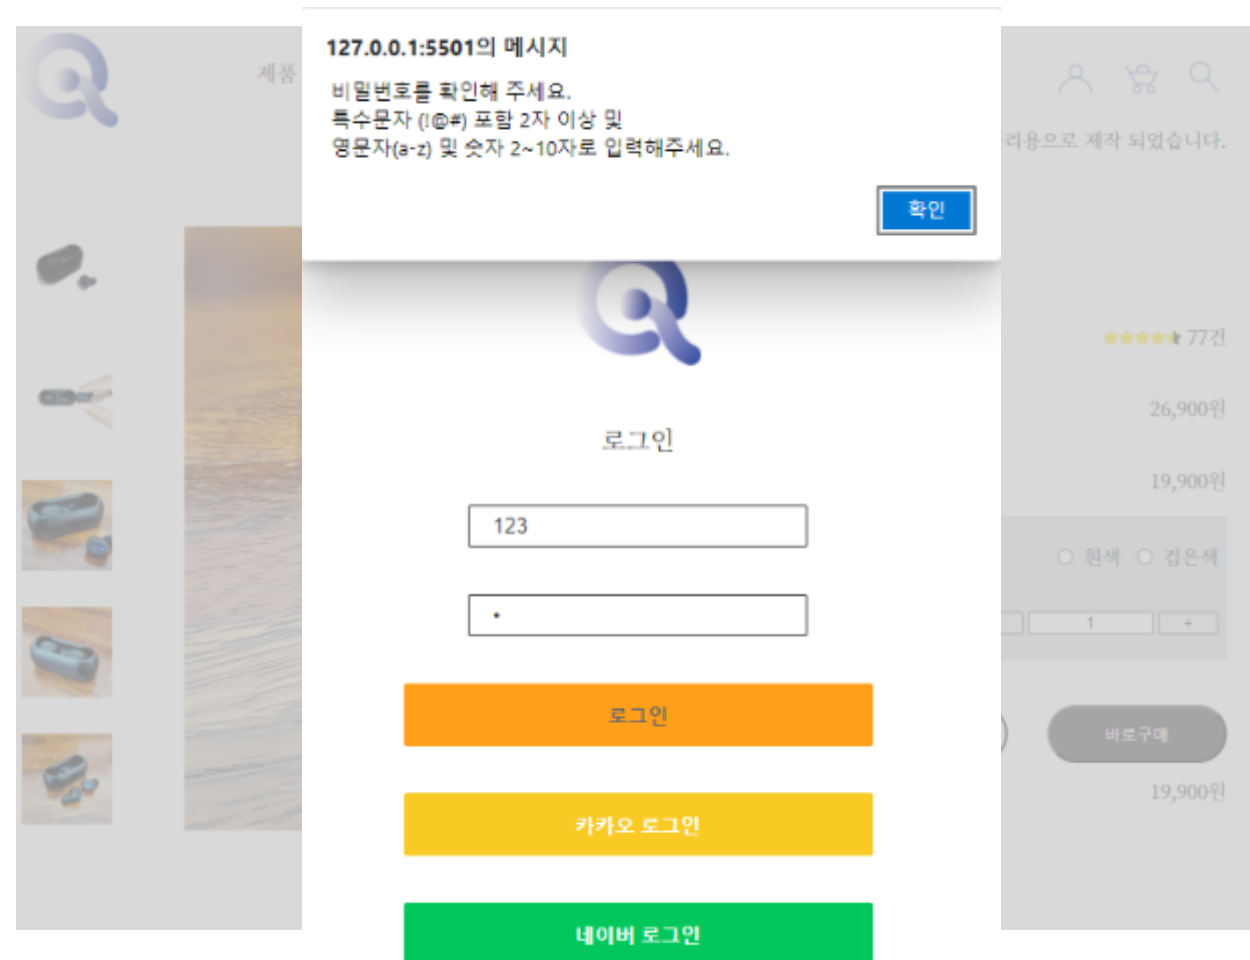 127.0.0.1:5501의 메시지
비밀번호를 확인해 주세요.
특수문자 (!@#) 포함 2자 이상 및
영문자(a-z) 및 숫자 2~10자로 입력해주세요.
확인
제품
리용으로 제작 되었습니다.
77건
26,900원
19,900원
흰색 검은색
1 +
바로구매
19,900원
로그인
123
로그인
카카오 로그인
네이버 로그인